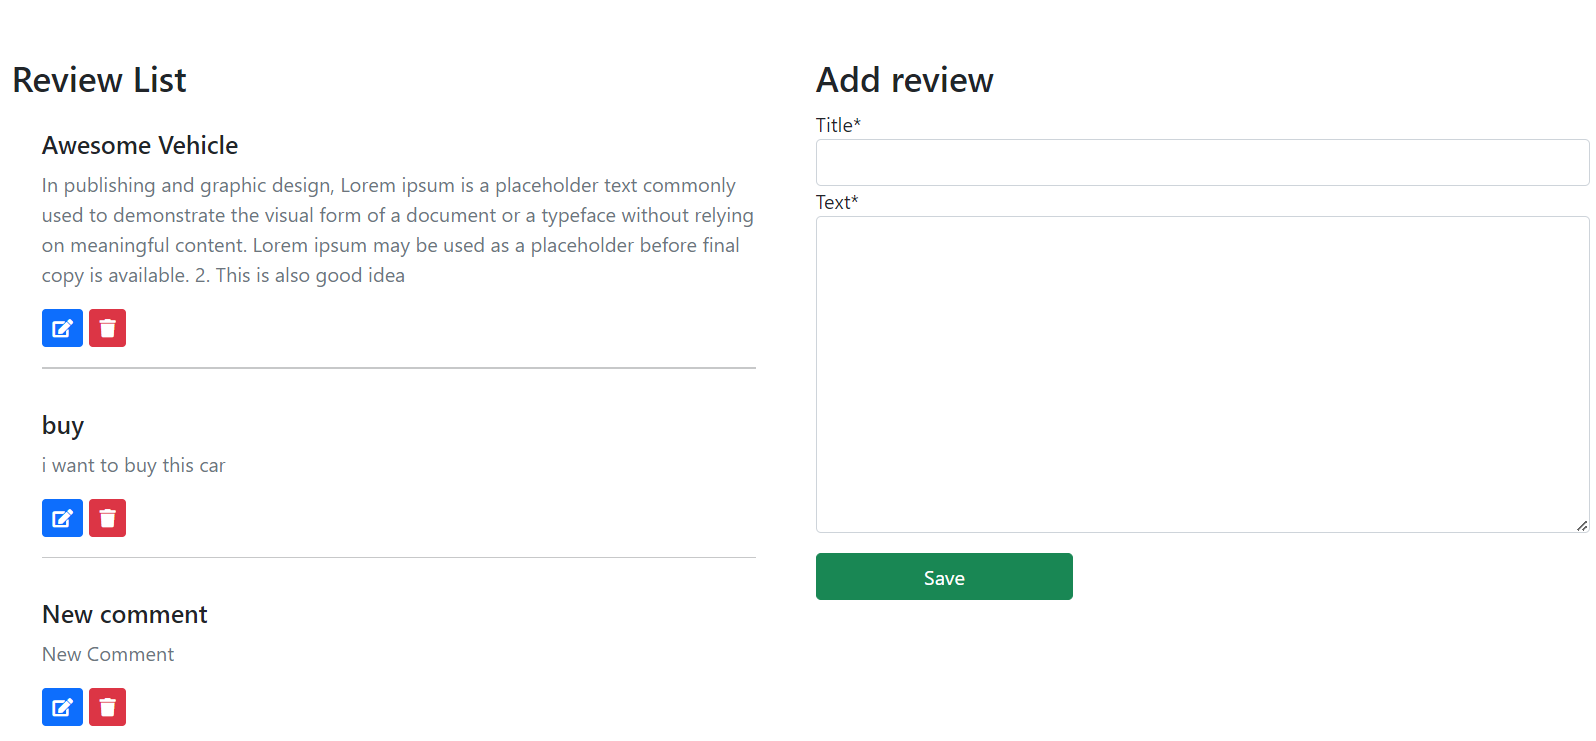 Review List
Awesome Vehicle
In publishing and graphic design, Lorem ipsum is a placeholder text commonly
used to demonstrate the visual form of a document or a typeface without relying
on meaningful content. Lorem ipsum may be used as a placeholder before final
copy is available. 2. This is also good idea
buy
i want to buy this car
New comment
New Comment
Add review
Title*
Text*
Save